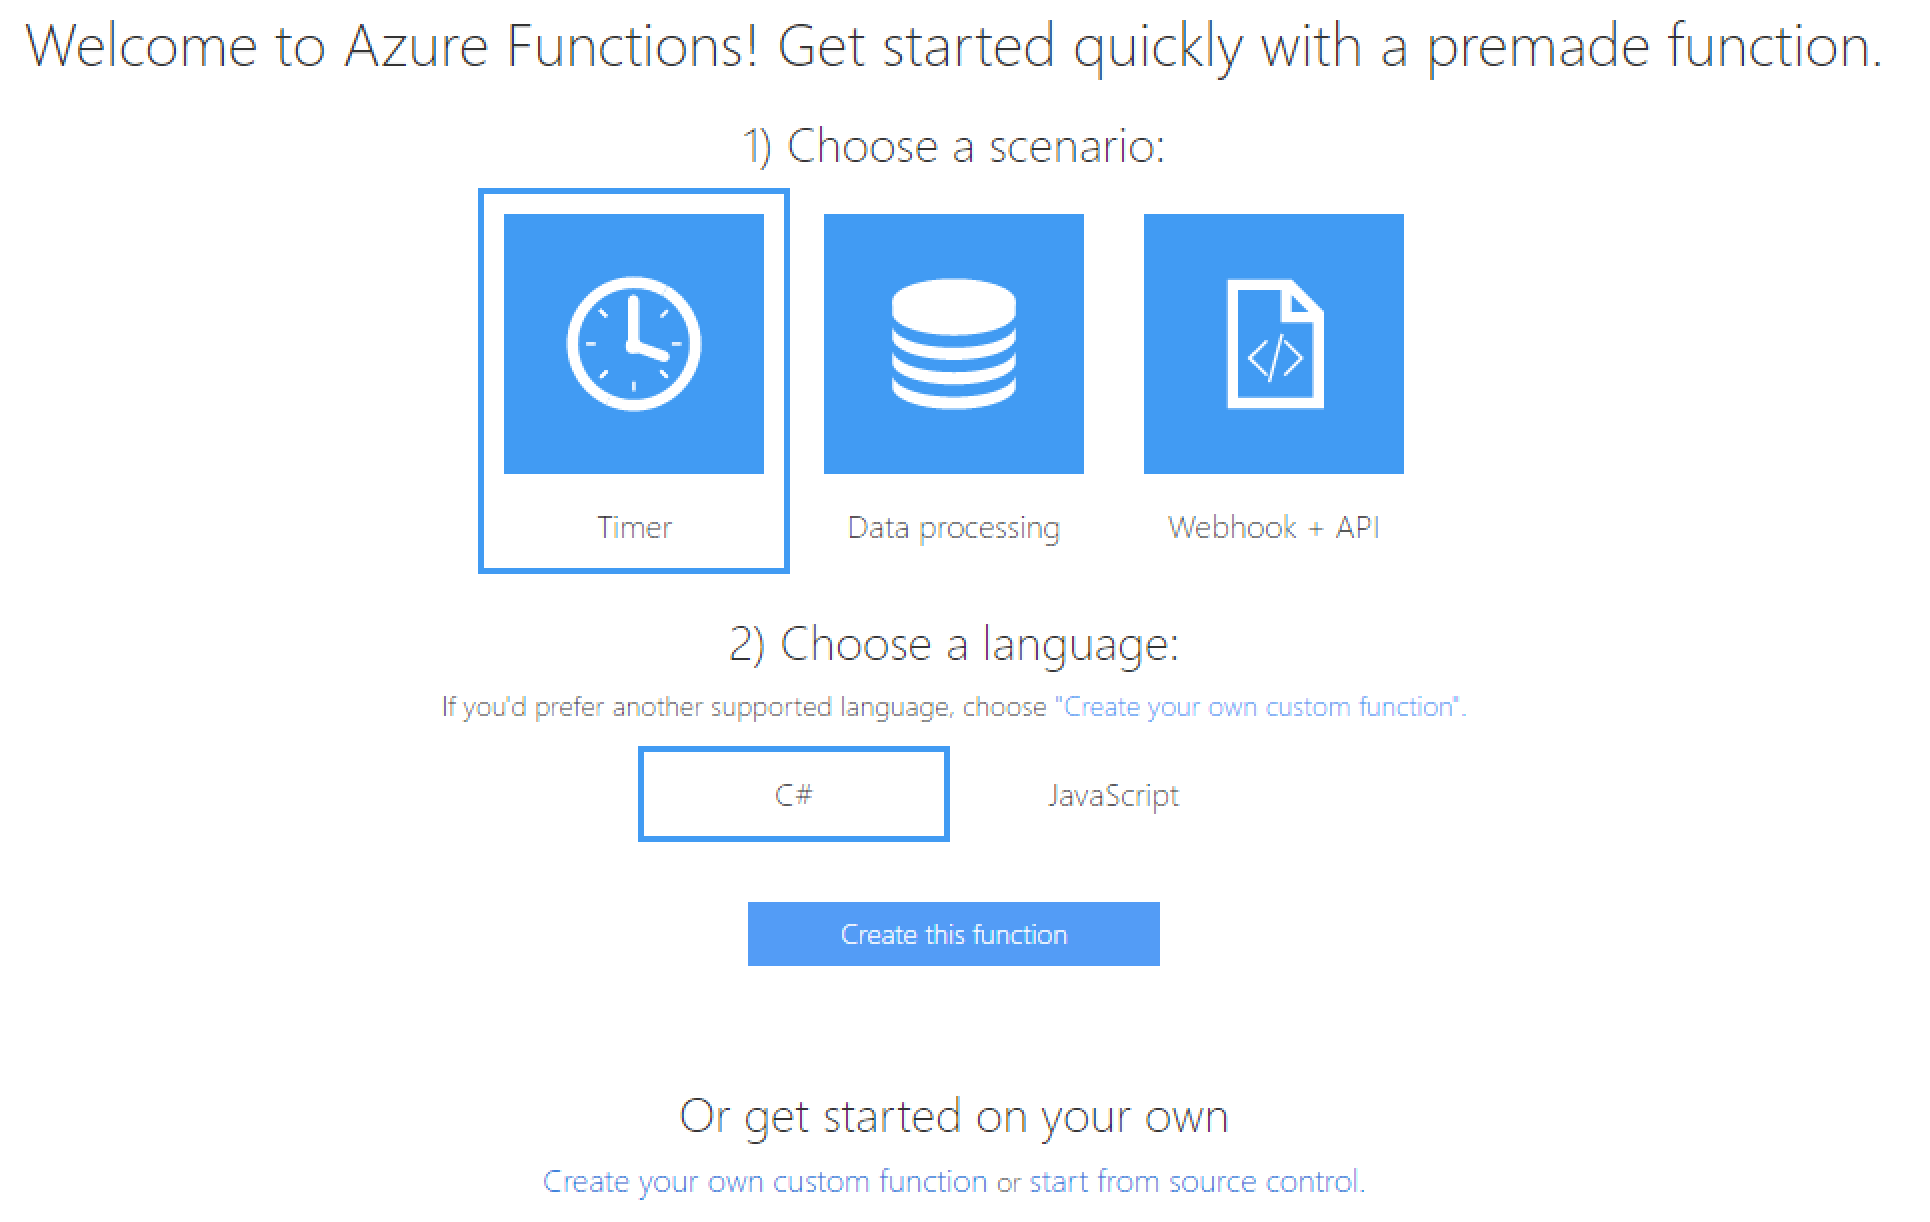 Welcome to Azure Functions! Get started quickly with a premade function.
1) Choose a scenario:
</>
Timer
Data processing
Webhook + API
2) Choose a language:
If you'd prefer another supported language, choose "Create your own custom function".
C#
JavaScript
Create this function
Or get started on your own
Create your own custom function or start from source control.